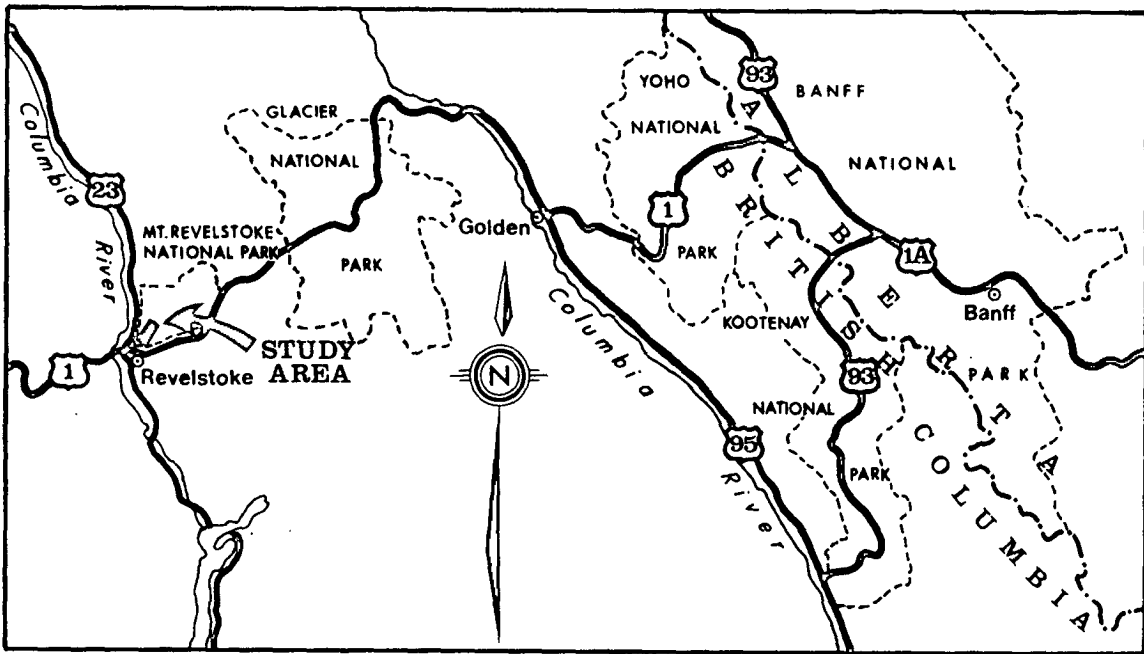 Columbia
River
23
1
MT. REVELSTOKE
NATIONAL PARK
Revelstoke
STUDY
AREA
GLACIER
NATIONAL
PARK
Golden
N
Columbia
River
95
YOHO
NATIONAL
PARK
1
93
BANFF
NATIONAL
PARK
1A
Banff
KOOTENAY
NATIONAL
PARK
93
ALBERTA
BRITISH
COLUMBIA